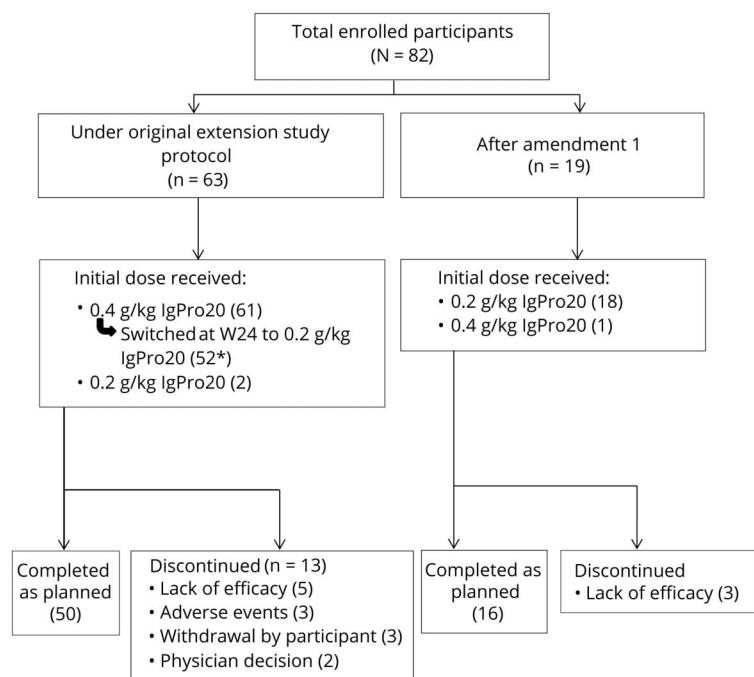 Total enrolled participants
(N = 82)
Under original extension study
protocol
(n = 63)
After amendment 1
(n = 19)
Initial dose received:
• 0.4 g/kg IgPro20 (61)
Switched at W24 to 0.2 g/kg
IgPro20 (52*)
• 0.2 g/kg IgPro20 (2)
Initial dose received:
• 0.2 g/kg IgPro20 (18)
• 0.4 g/kg IgPro20 (1)
Completed
as planned
(50)
Discontinued (n = 13)
• Lack of efficacy (5)
• Adverse events (3)
• Withdrawal by participant (3)
• Physician decision (2)
Completed as
planned
(16)
Discontinued
• Lack of efficacy (3)